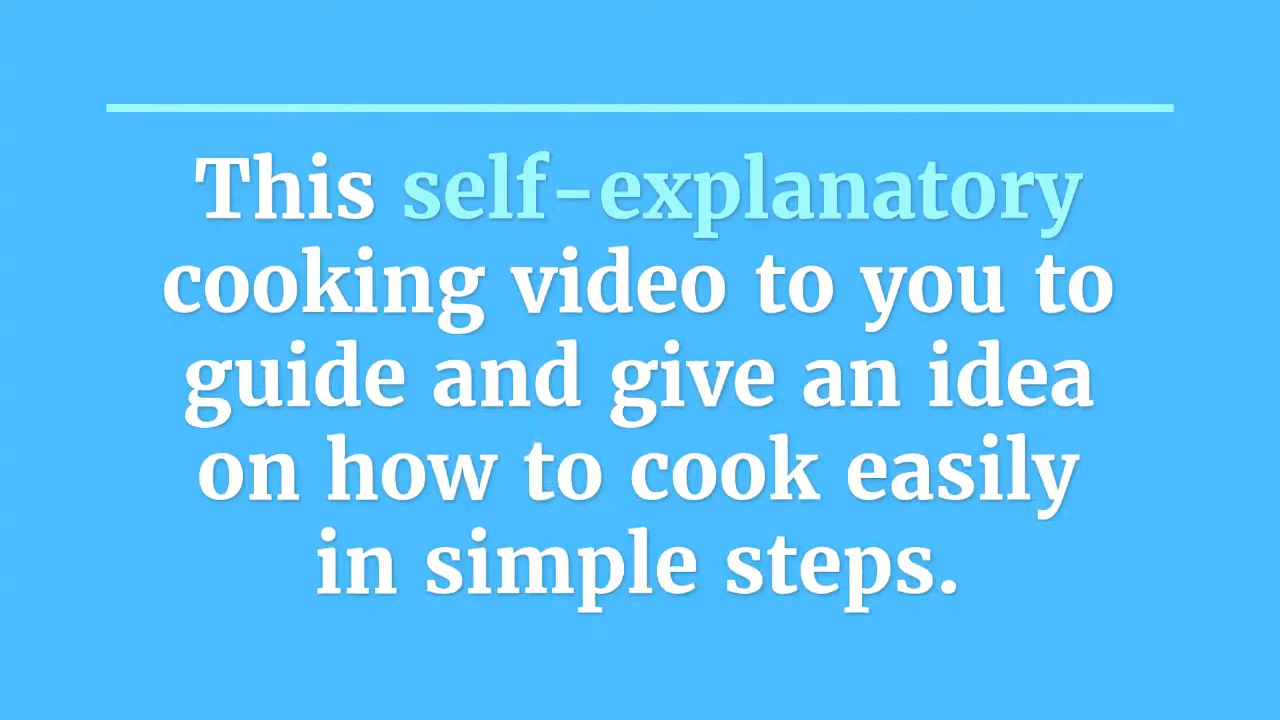 This self-explanatory
cooking video to you to
guide and give an idea
on how to cook easily
in simple steps.